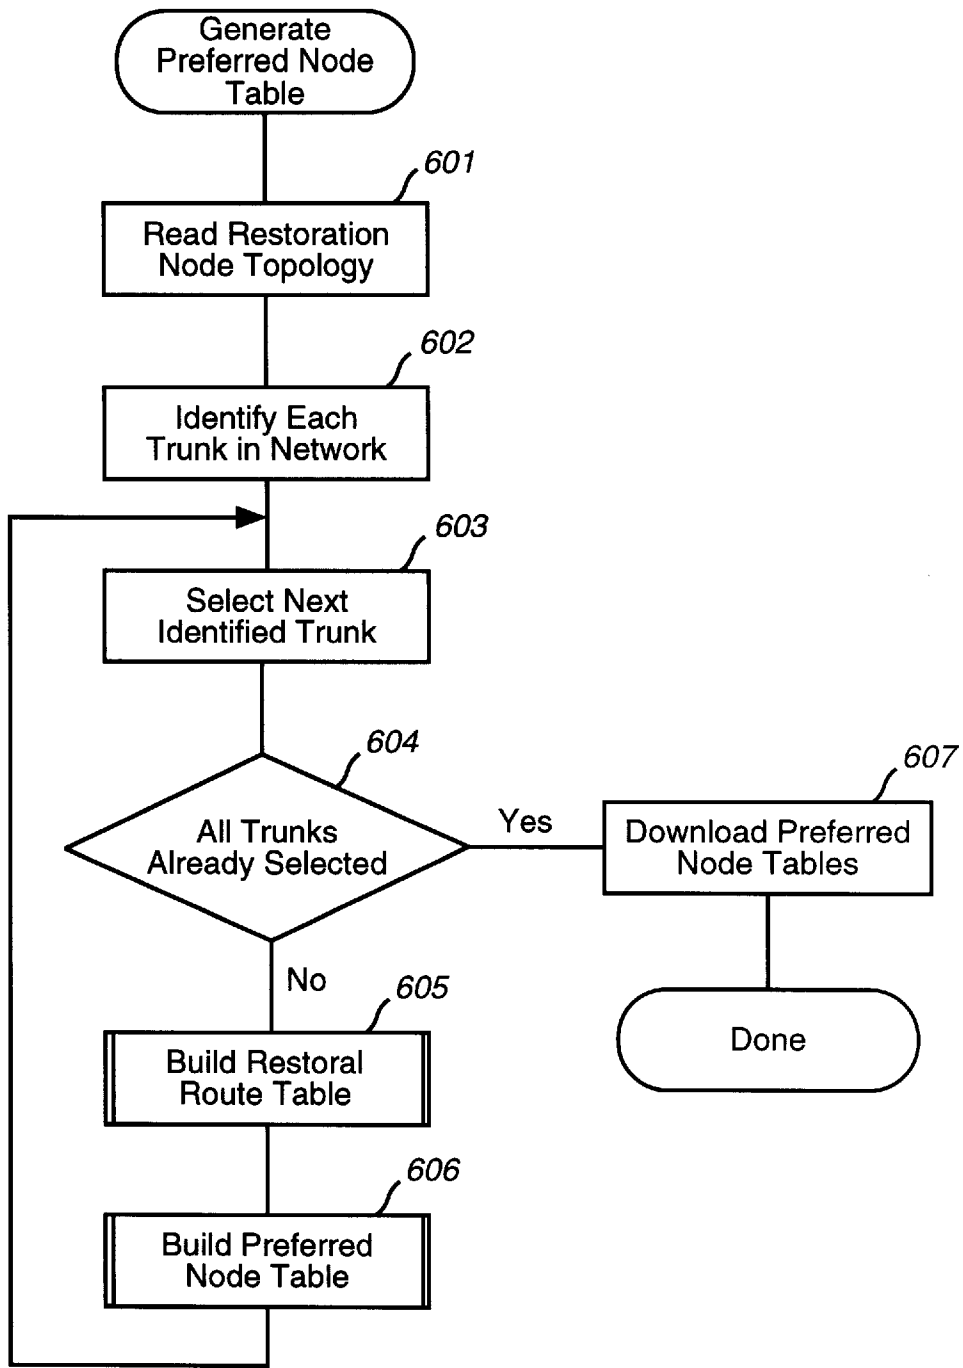 Generate
Preferred Node
Table
601
Read Restoration
Node Topology
602
Identify Each
Trunk in Network
603
Select Next
Identified Trunk
604
All Trunks
Already Selected
Yes
607
Download Preferred
Node Tables
Done
No
605
Build Restoral
Route Table
606
Build Preferred
Node Table